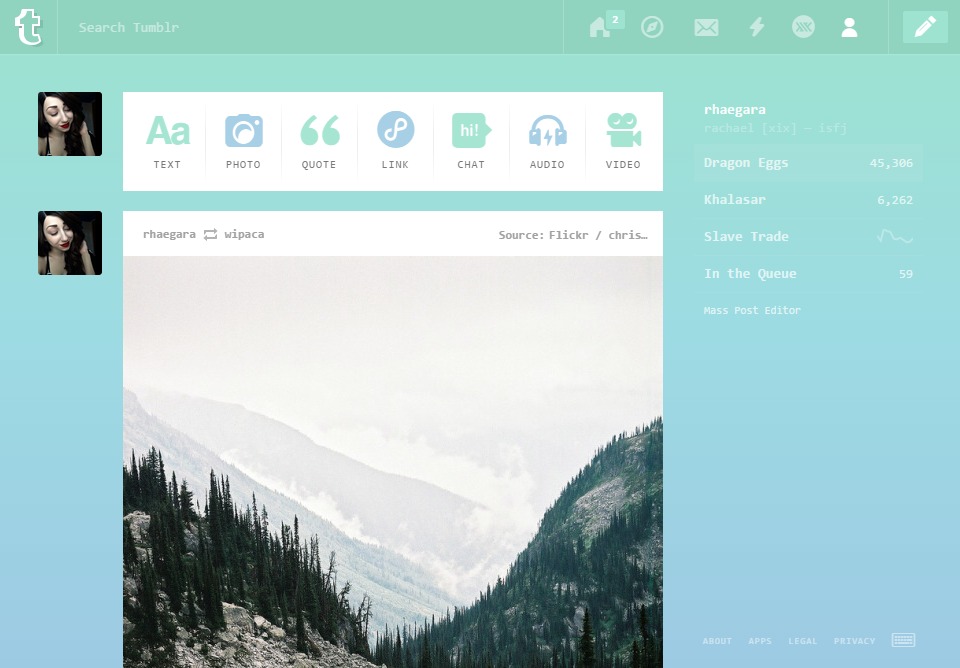 t
Search Tumblr
2
Aa
hi!
TEXT PHOTO QUOTE LINK CHAT AUDIO VIDEO
rhaegara wipaca Source: Flickr / chris…
rhaegara
rachael [xix] — isfj
Dragon Eggs 45,306
Khalasar 6,262
Slave Trade
In the Queue 59
Mass Post Editor
ABOUT APPS LEGAL PRIVACY